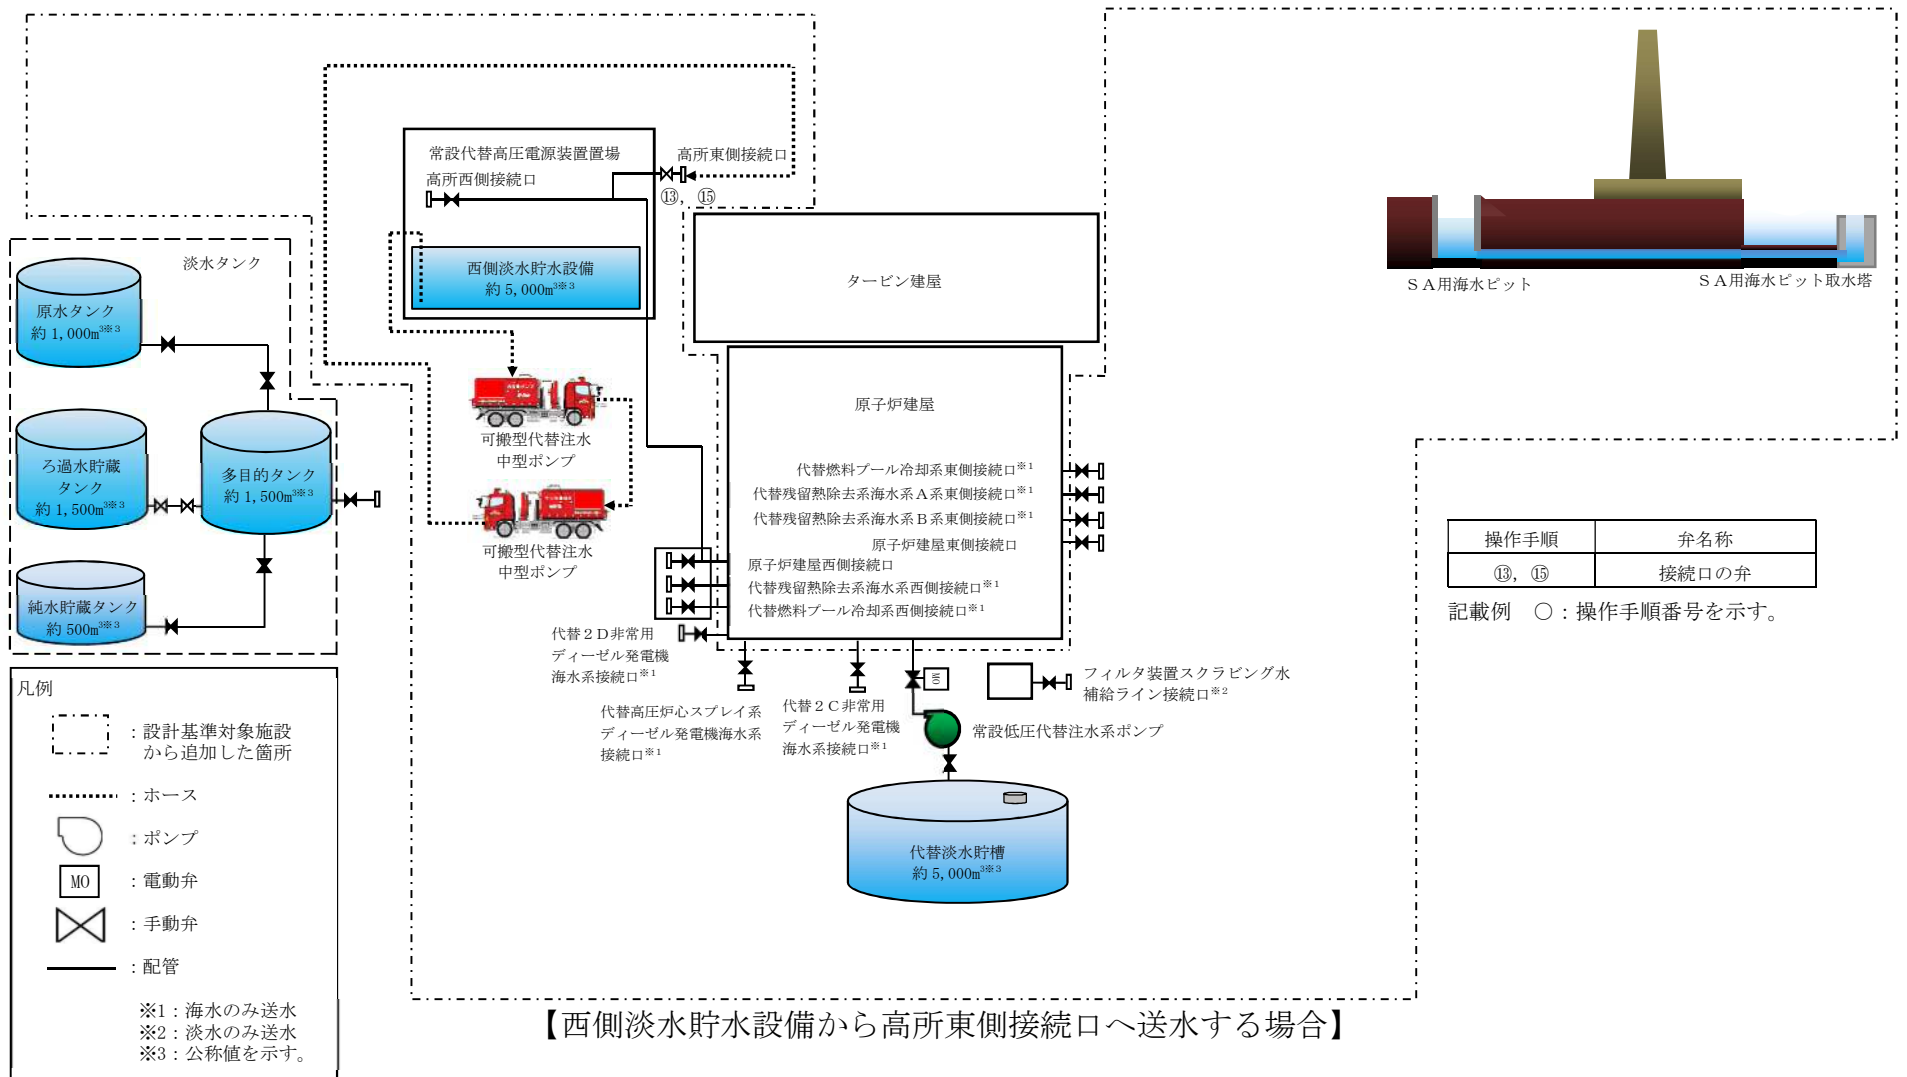 常設代替高圧電源装置置場
高所西側接続口
高所東側接続口
⑬，⑮
西側淡水貯水設備
約 5,000m³※3
淡水タンク
原水タンク
約 1,000m³※3
ろ過水貯蔵
タンク
約 1,500m³※3
多目的タンク
約 1,500m³※3
純水貯蔵タンク
約 500m³※3
可搬型代替注水
中型ポンプ
可搬型代替注水
中型ポンプ
タービン建屋
原子炉建屋
代替燃料プール冷却系東側接続口※1
代替残留熱除去系海水系Ａ系東側接続口※1
代替残留熱除去系海水系Ｂ系東側接続口※1
原子炉建屋東側接続口
原子炉建屋西側接続口
代替残留熱除去系海水系西側接続口※1
代替燃料プール冷却系西側接続口※1
代替２Ｄ非常用
ディーゼル発電機
海水系接続口※1
代替高圧炉心スプレイ系
ディーゼル発電機海水系
接続口※1
代替２Ｃ非常用
ディーゼル発電機
海水系接続口※1
MO
フィルタ装置スクラビング水
補給ライン接続口※2
常設低圧代替注水系ポンプ
代替淡水貯槽
約 5,000m³※3
ＳＡ用海水ピット
ＳＡ用海水ピット取水塔
操作手順 弁名称
⑬，⑮ 接続口の弁
記載例　○：操作手順番号を示す。
凡例
：設計基準対象施設
から追加した箇所
：ホース
：ポンプ
MO ：電動弁
：手動弁
：配管
※1：海水のみ送水
※2：淡水のみ送水
※3：公称値を示す。
【西側淡水貯水設備から高所東側接続口へ送水する場合】